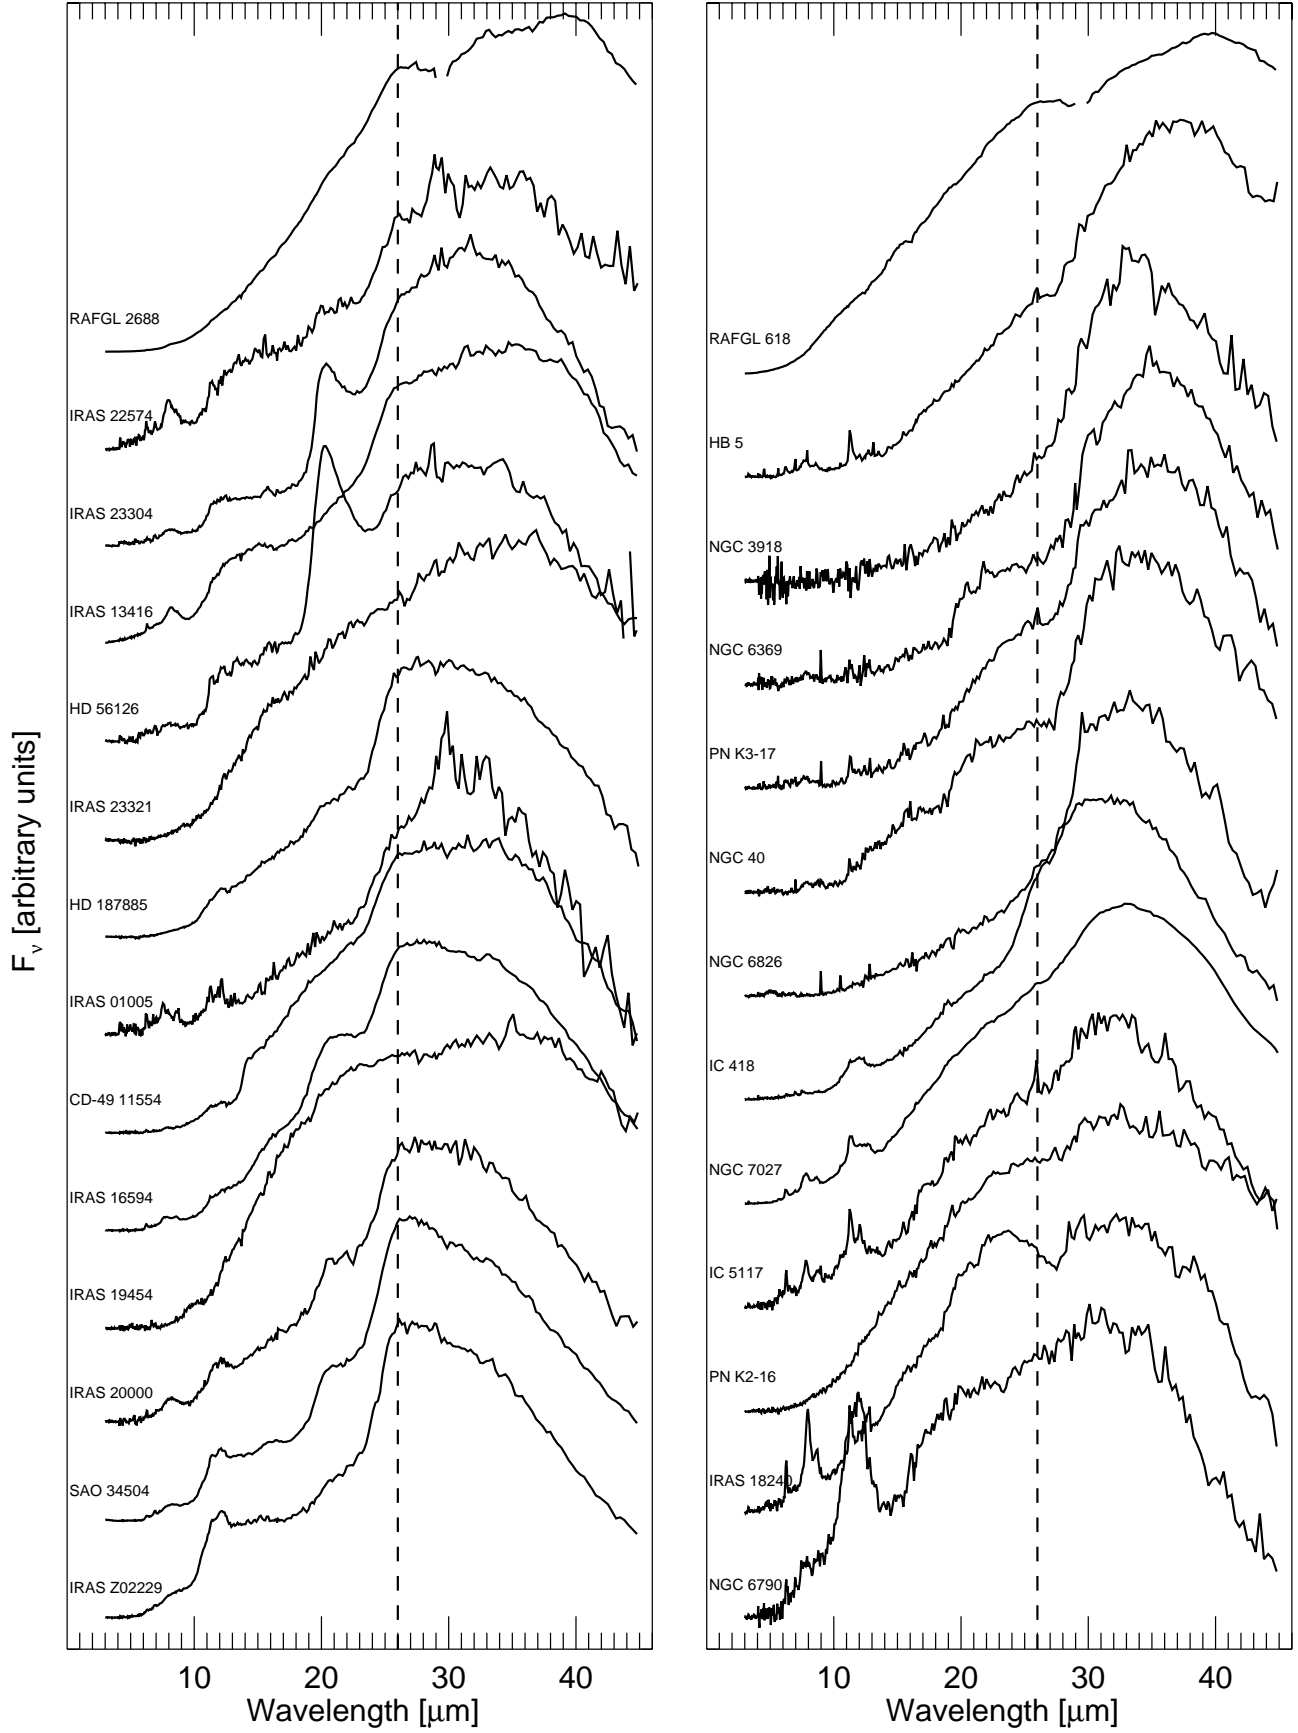 F_ν [arbitrary units]
RAFGL 2688
IRAS 22574
IRAS 23304
IRAS 13416
HD 56126
IRAS 23321
HD 187885
IRAS 01005
CD-49 11554
IRAS 16594
IRAS 19454
IRAS 20000
SAO 34504
IRAS Z02229
10 20 30 40
Wavelength [μm]
RAFGL 618
HB 5
NGC 3918
NGC 6369
PN K3-17
NGC 40
NGC 6826
IC 418
NGC 7027
IC 5117
PN K2-16
IRAS 18240
NGC 6790
10 20 30 40
Wavelength [μm]